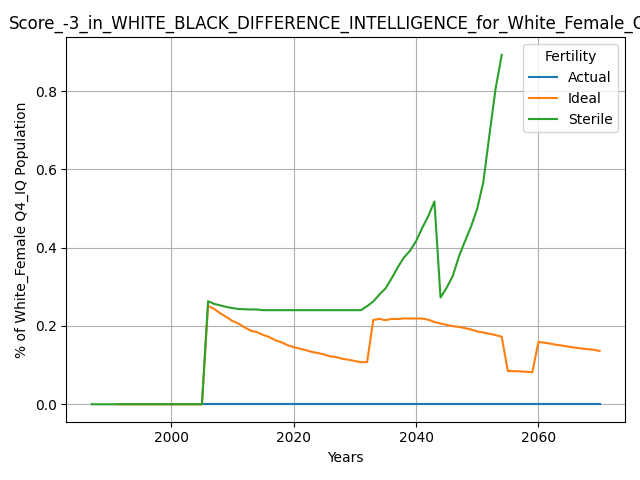 Score_-3_in_WHITE_BLACK_DIFFERENCE_INTELLIGENCE_for_White_Female_
Fertility
Actual
Ideal
Sterile
% of White_Female Q4_IQ Population
0.8
0.6
0.4
0.2
0.0
2000
2020
2040
2060
Years